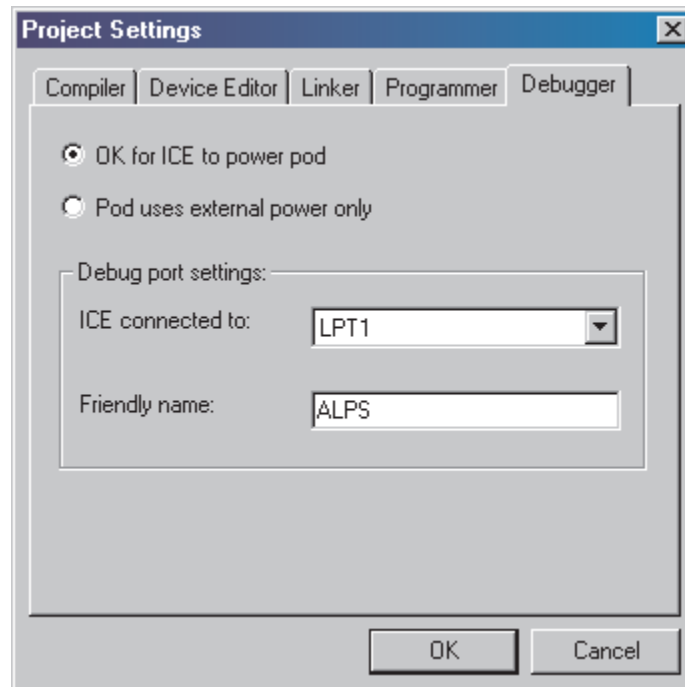 Project Settings
Compiler Device Editor Linker Programmer Debugger
OK for ICE to power pod
Pod uses external power only
Debug port settings:
ICE connected to: LPT1
Friendly name: ALPS
OK Cancel